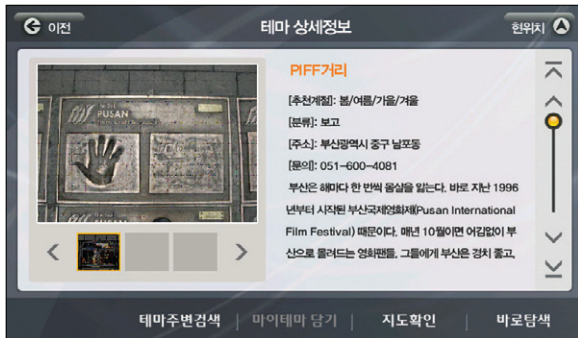 이전
테마 상세정보
현위치
PIFF거리
[추천계절]: 봄/여름/가을/겨울
[분류]: 보고
[주소]: 부산광역시 중구 남포동
[문의]: 051-600-4081
부산은 해마다 한 번씩 몸살을 앓는다. 바로 지난 1996
년부터 시작된 부산국제영화제(Pusan International
Film Festival) 때문이다. 매년 10월이면 어김없이 부
산으로 몰려드는 영화팬들, 그들에게 부산은 경치 좋고,
PUSAN
테마주변검색
마이테마 담기
지도확인
바로탐색